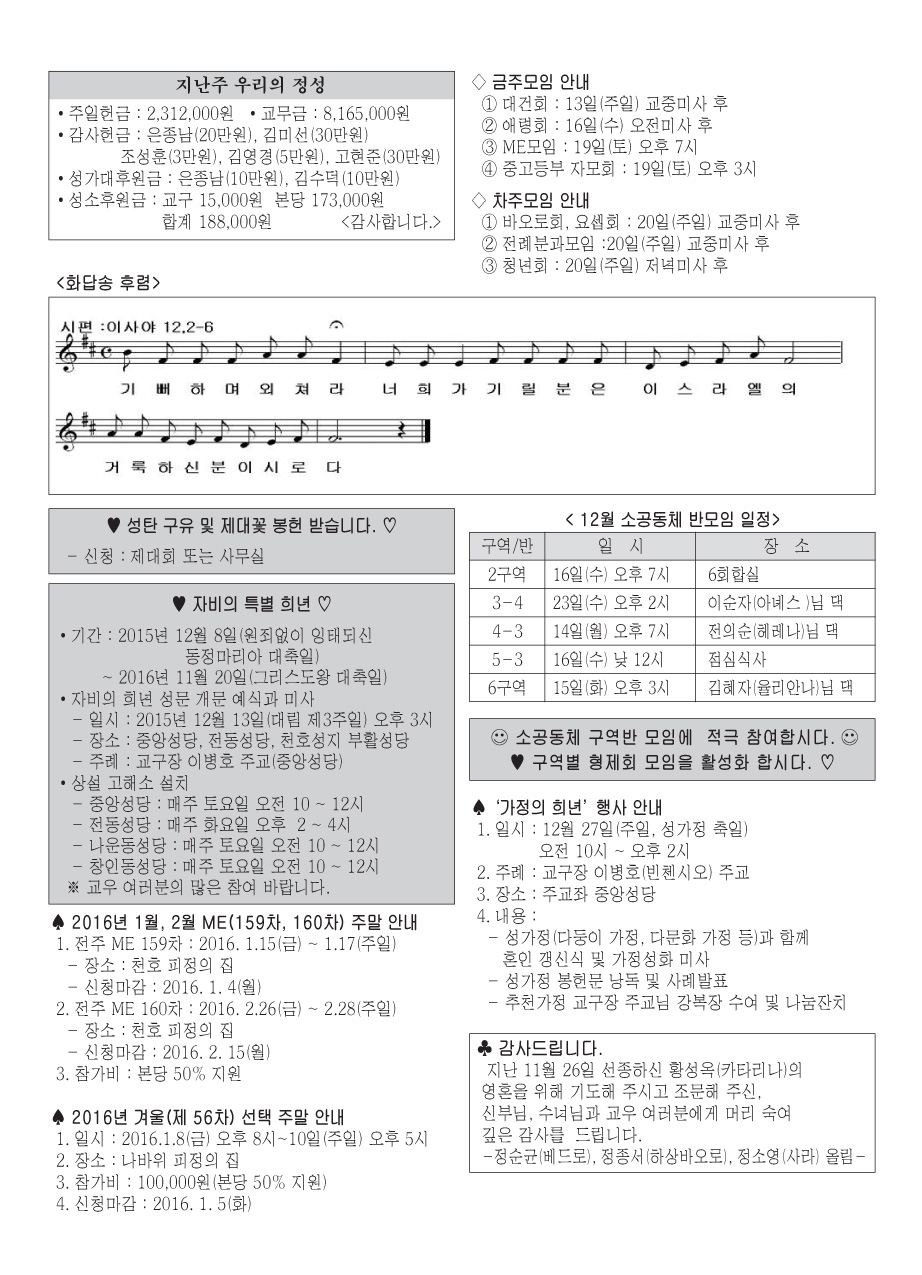 지난주 우리의 정성
• 주일헌금 : 2,312,000원 • 교무금 : 8,165,000원
• 감사헌금 : 은종남(20만원), 김미선(30만원)
조성훈(3만원), 김영경(5만원), 고현준(30만원)
• 성가대후원금 : 은종남(10만원), 김수덕(10만원)
• 성소후원금 : 교구 15,000원 본당 173,000원
합계 188,000원 <감사합니다.>
◇ 금주모임 안내
① 대건회 : 13일(주일) 교중미사 후
② 애령회 : 16일(수) 오전미사 후
③ ME모임 : 19일(토) 오후 7시
④ 중고등부 자모회 : 19일(토) 오후 3시
◇ 차주모임 안내
① 바오로회, 요셉회 : 20일(주일) 교중미사 후
② 전례분과모임 :20일(주일) 교중미사 후
③ 청년회 : 20일(주일) 저녁미사 후
<화답송 후렴>
시편 :이사야 12,2-6
기 뻐 하 며 외 쳐 라 너 희 가 기 릴 분 은 이 스 라 엘 의
거 룩 하 신 분 이 시 로 다
♥ 성탄 구유 및 제대꽃 봉헌 받습니다. ♡
- 신청 : 제대회 또는 사무실
♥ 자비의 특별 희년 ♡
• 기간 : 2015년 12월 8일(원죄없이 잉태되신
동정마리아 대축일)
~ 2016년 11월 20일(그리스도왕 대축일)
• 자비의 희년 성문 개문 예식과 미사
- 일시 : 2015년 12월 13일(대림 제3주일) 오후 3시
- 장소 : 중앙성당, 전동성당, 천호성지 부활성당
- 주례 : 교구장 이병호 주교(중앙성당)
• 상설 고해소 설치
- 중앙성당 : 매주 토요일 오전 10 ~ 12시
- 전동성당 : 매주 화요일 오후 2 ~ 4시
- 나운동성당 : 매주 토요일 오전 10 ~ 12시
- 창인동성당 : 매주 토요일 오전 10 ~ 12시
※ 교우 여러분의 많은 참여 바랍니다.
♠ 2016년 1월, 2월 ME(159차, 160차) 주말 안내
1. 전주 ME 159차 : 2016. 1.15(금) ~ 1.17(주일)
- 장소 : 천호 피정의 집
- 신청마감 : 2016. 1. 4(월)
2. 전주 ME 160차 : 2016. 2.26(금) ~ 2.28(주일)
- 장소 : 천호 피정의 집
- 신청마감 : 2016. 2. 15(월)
3. 참가비 : 본당 50% 지원
♠ 2016년 겨울(제 56차) 선택 주말 안내
1. 일시 : 2016.1.8(금) 오후 8시~10일(주일) 오후 5시
2. 장소 : 나바위 피정의 집
3. 참가비 : 100,000원(본당 50% 지원)
4. 신청마감 : 2016. 1. 5(화)
< 12월 소공동체 반모임 일정>
구역/반 일 시 장 소
2구역 16일(수) 오후 7시 6회합실
3-4 23일(수) 오후 2시 이순자(아녜스 )님 댁
4-3 14일(월) 오후 7시 전의순(헤레나)님 댁
5-3 16일(수) 낮 12시 점심식사
6구역 15일(화) 오후 3시 김혜자(율리안나)님 댁
☺ 소공동체 구역반 모임에 적극 참여합시다. ☺
♥ 구역별 형제회 모임을 활성화 합시다. ♡
♠ ‘가정의 희년’ 행사 안내
1. 일시 : 12월 27일(주일, 성가정 축일)
오전 10시 ~ 오후 2시
2. 주례 : 교구장 이병호(빈첸시오) 주교
3. 장소 : 주교좌 중앙성당
4. 내용 :
- 성가정(다둥이 가정, 다문화 가정 등)과 함께
혼인 갱신식 및 가정성화 미사
- 성가정 봉헌문 낭독 및 사례발표
- 추천가정 교구장 주교님 강복장 수여 및 나눔잔치
♣ 감사드립니다.
지난 11월 26일 선종하신 황성옥(카타리나)의
영혼을 위해 기도해 주시고 조문해 주신,
신부님, 수녀님과 교우 여러분에게 머리 숙여
깊은 감사를 드립니다.
-정순균(베드로), 정종서(하상바오로), 정소영(사라) 올림-